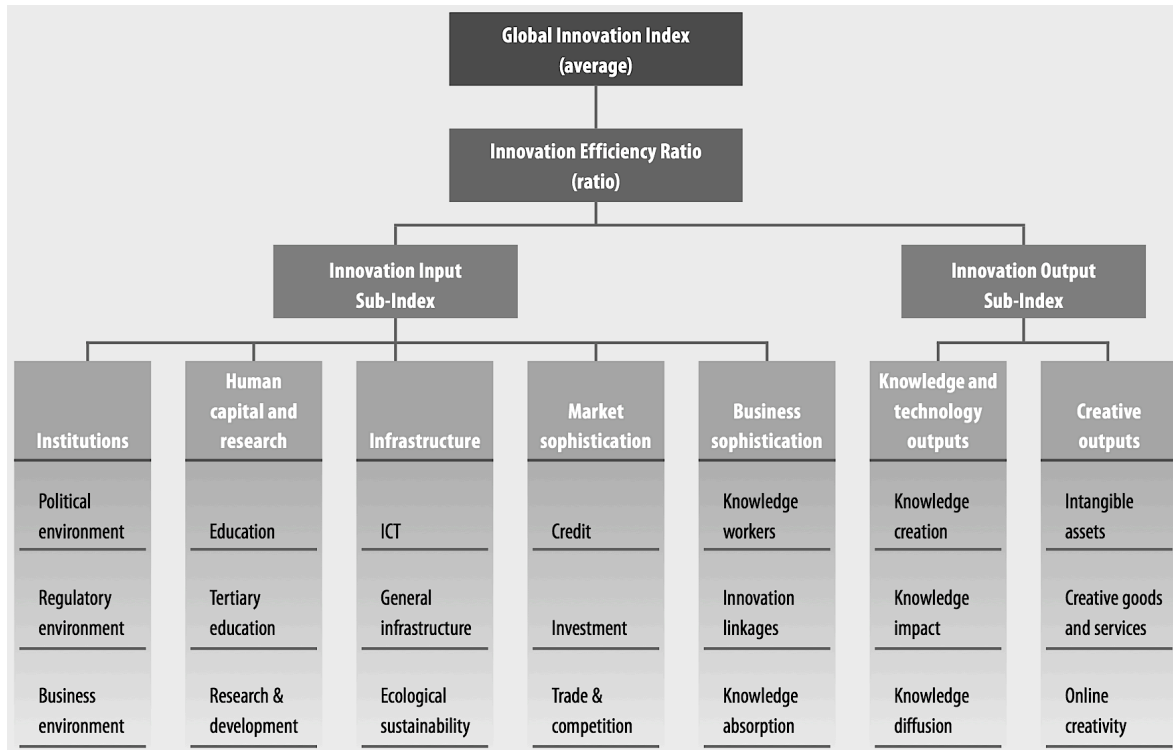 Global Innovation Index
(average)
Innovation Efficiency Ratio
(ratio)
Innovation Input
Sub-Index
Innovation Output
Sub-Index
Institutions
Human
capital and
research
Infrastructure
Market
sophistication
Business
sophistication
Knowledge and
technology
outputs
Creative
outputs
Political
environment
Education
ICT
Credit
Knowledge
workers
Knowledge
creation
Intangible
assets
Regulatory
environment
Tertiary
education
General
infrastructure
Investment
Innovation
linkages
Knowledge
impact
Creative goods
and services
Business
environment
Research &
development
Ecological
sustainability
Trade &
competition
Knowledge
absorption
Knowledge
diffusion
Online
creativity